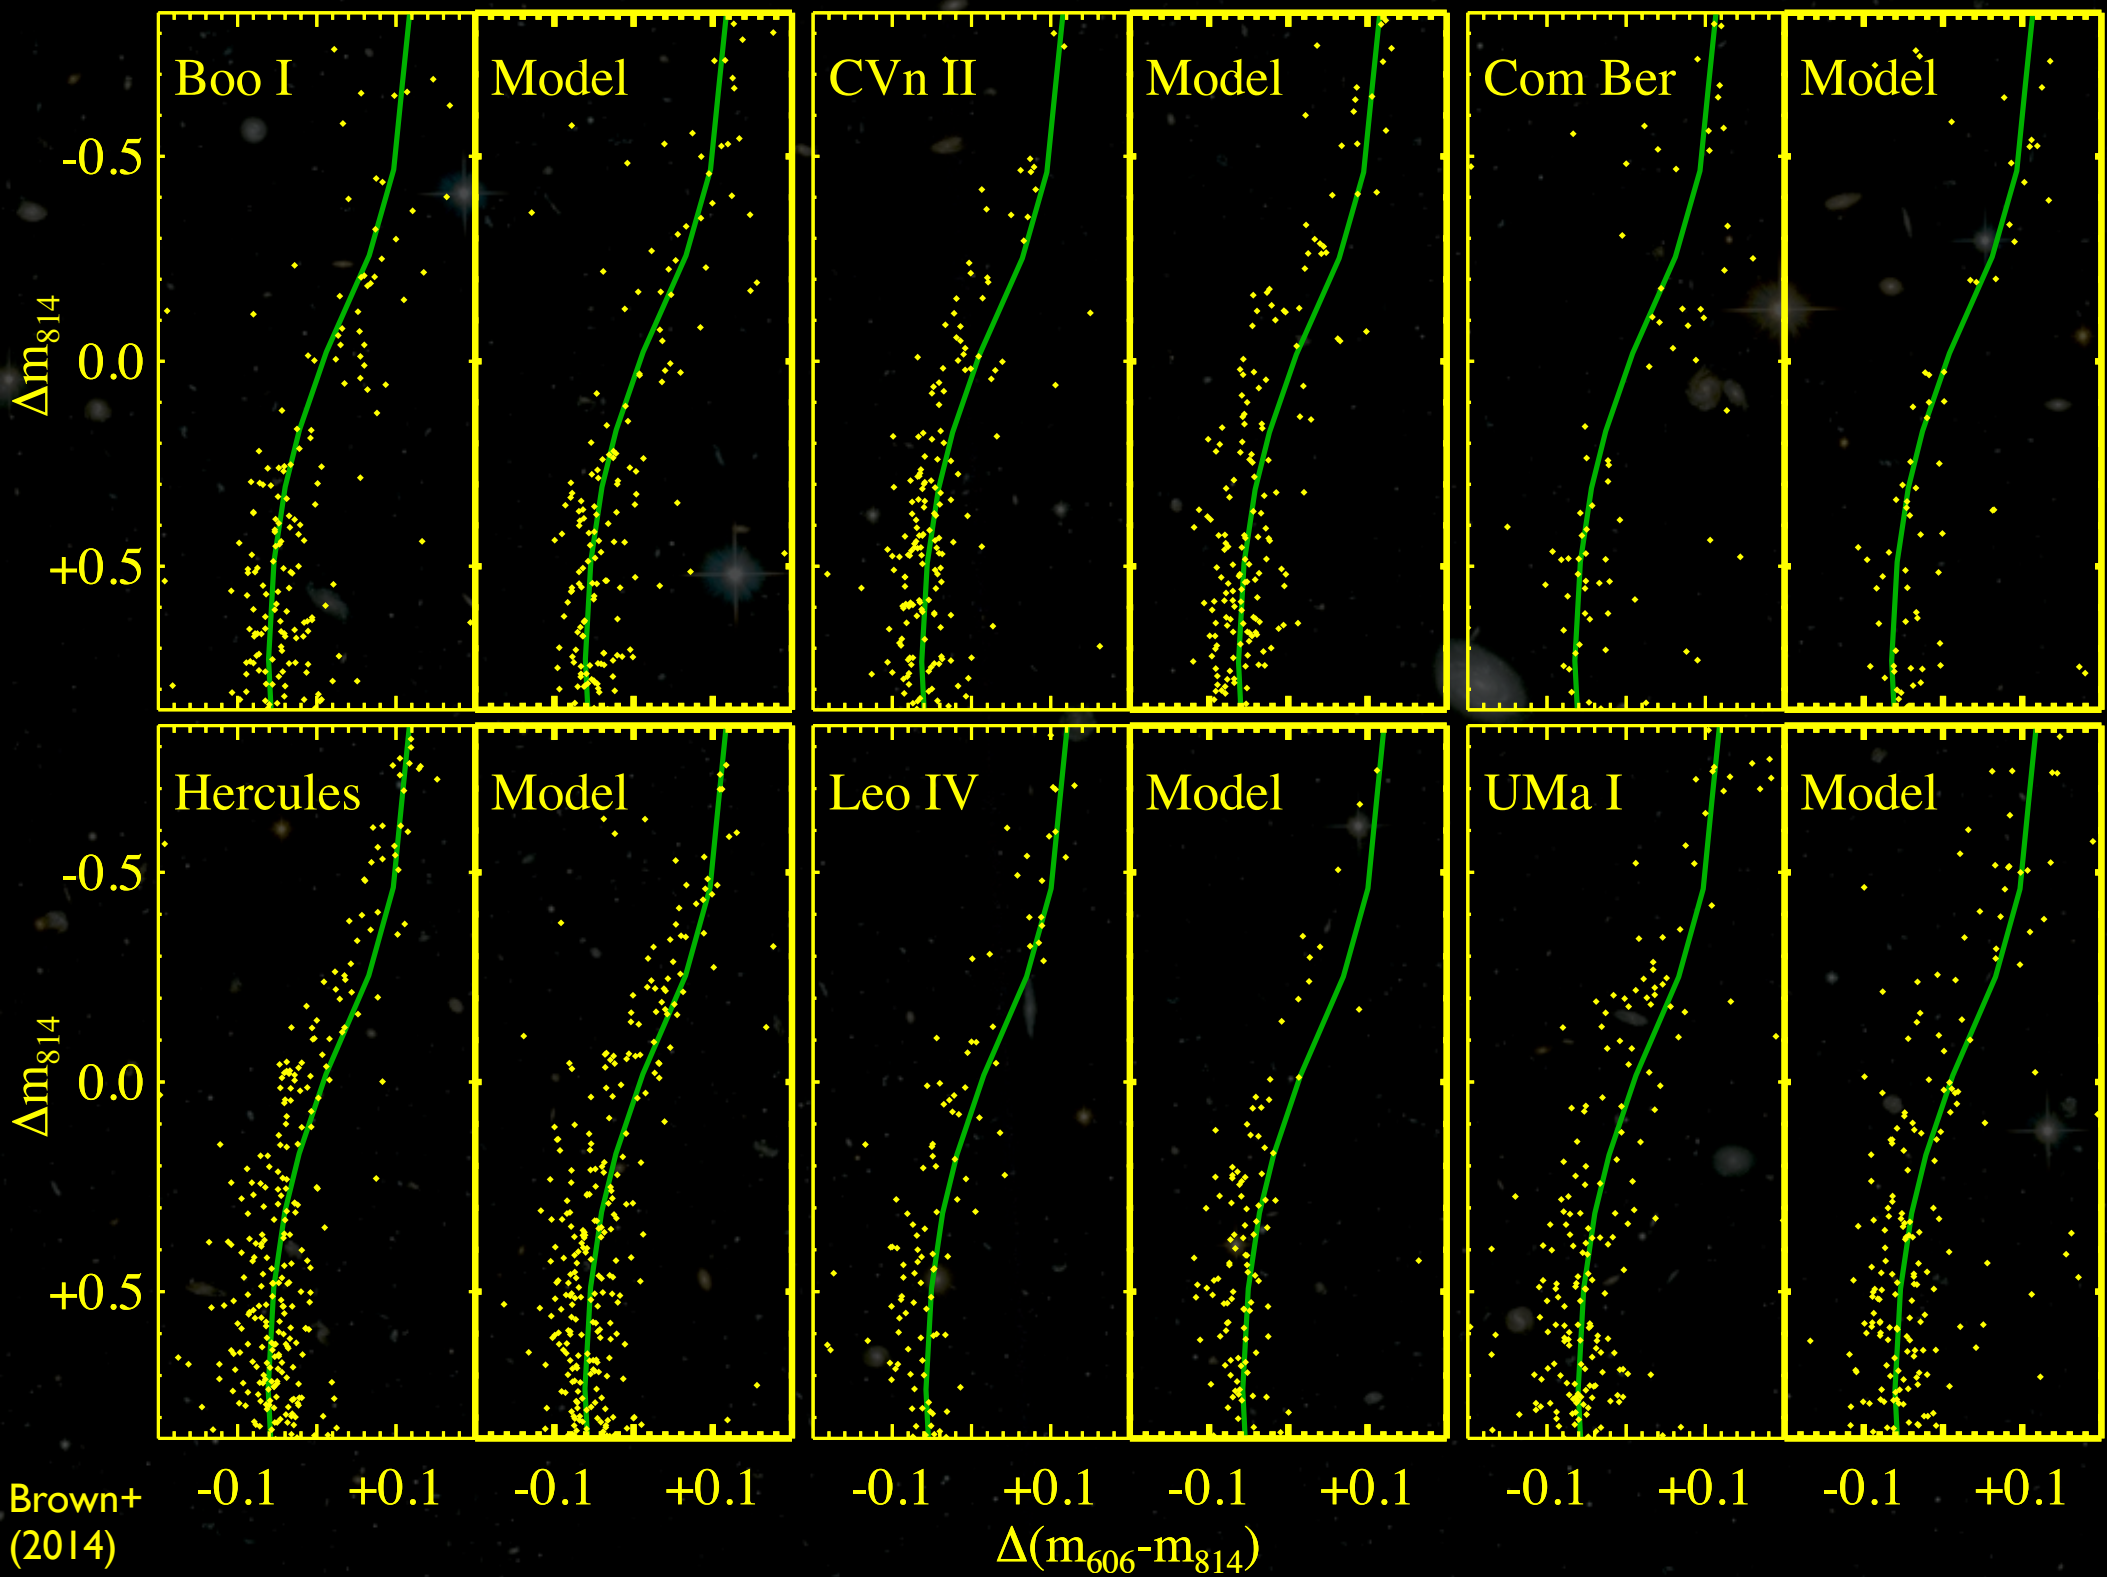 Boo I Model CVn II Model Com Ber Model
-0.5
0.0
+0.5
Δm814
Hercules Model Leo IV Model UMa I Model
-0.5
0.0
+0.5
Δm814
-0.1 +0.1 -0.1 +0.1 -0.1 +0.1 -0.1 +0.1 -0.1 +0.1 -0.1 +0.1
Δ(m606-m814)
Brown+
(2014)